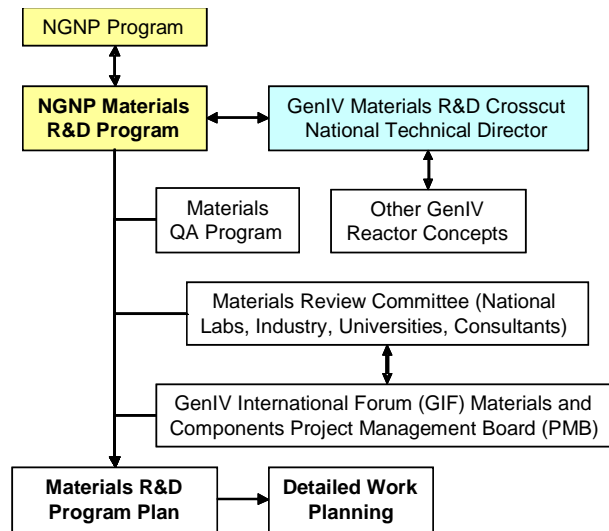 NGNP Program
NGNP Materials
R&D Program
GenIV Materials R&D Crosscut
National Technical Director
Materials
QA Program
Other GenIV
Reactor Concepts
Materials Review Committee (National
Labs, Industry, Universities, Consultants)
GenIV International Forum (GIF) Materials and
Components Project Management Board (PMB)
Materials R&D
Program Plan
Detailed Work
Planning